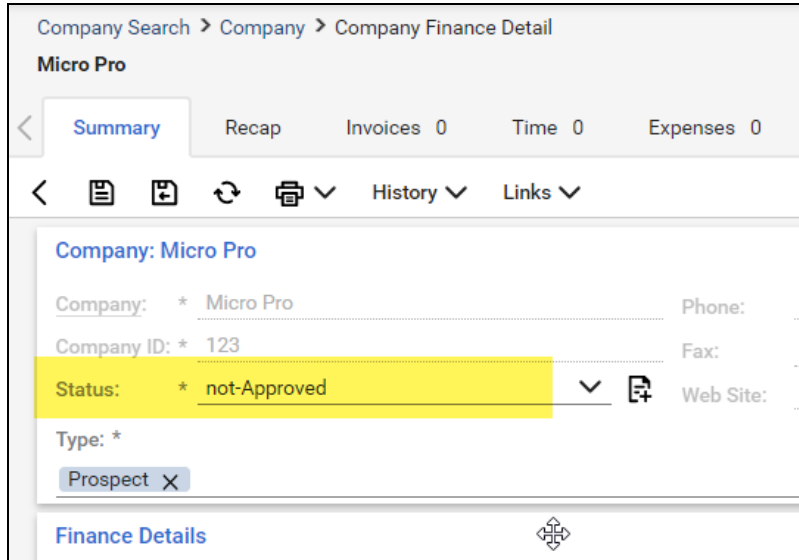 Company Search > Company > Company Finance Detail
Micro Pro
Summary Recap Invoices 0 Time 0 Expenses 0
History Links
Company: Micro Pro
Company: * Micro Pro Phone:
Company ID: * 123 Fax:
Status: * not-Approved Web Site:
Type: *
Prospect
Finance Details